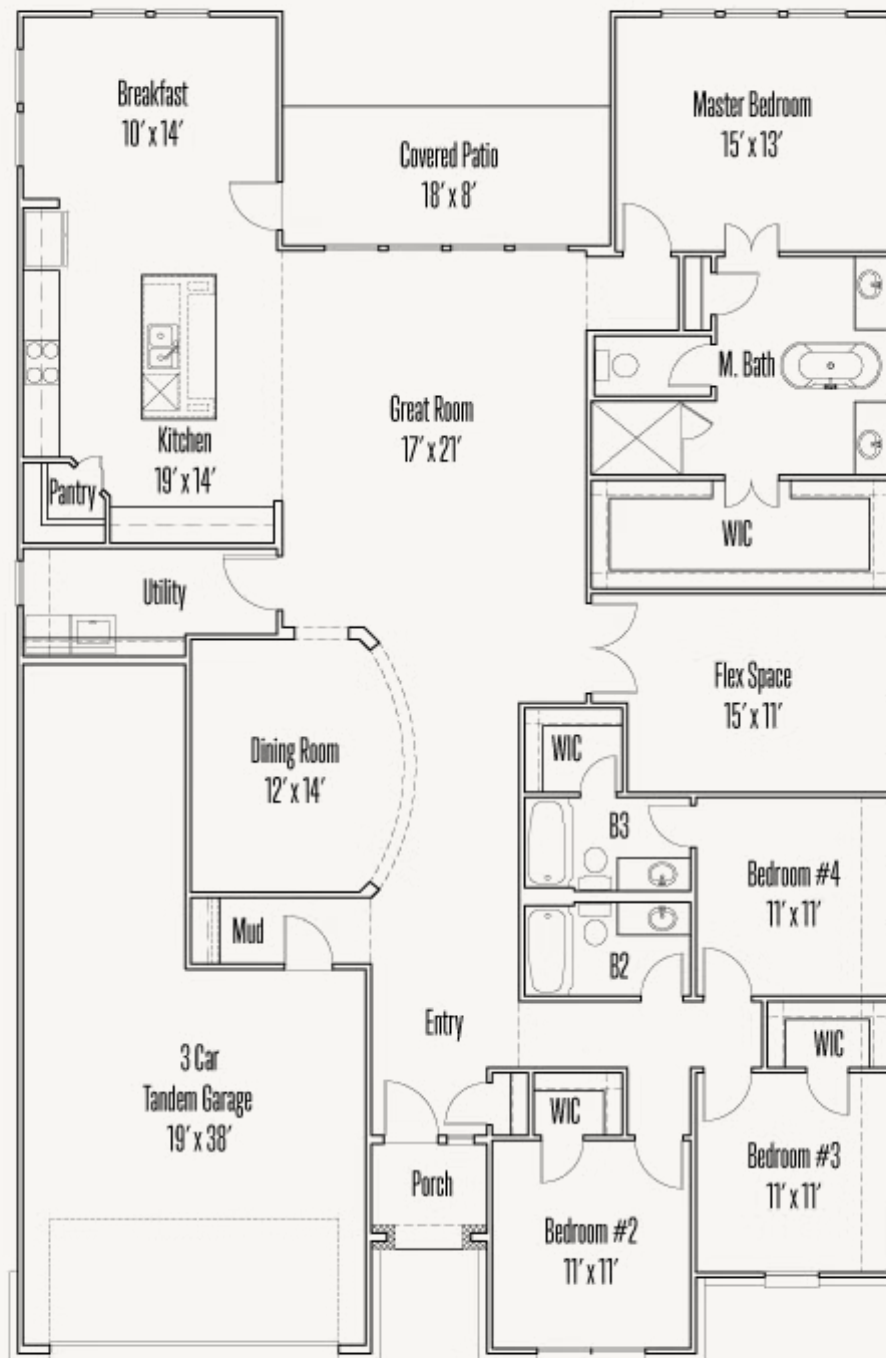 Breakfast
10' x 14'
Covered Patio
18' x 8'
Master Bedroom
15' x 13'
M. Bath
Great Room
17' x 21'
Kitchen
19' x 14'
Pantry
WIC
Utility
Flex Space
15' x 11'
Dining Room
12' x 14'
WIC
B3
Bedroom #4
11' x 11'
Mud
B2
Entry
3 Car
Tandem Garage
19' x 38'
WIC
WIC
Porch
Bedroom #3
11' x 11'
Bedroom #2
11' x 11'